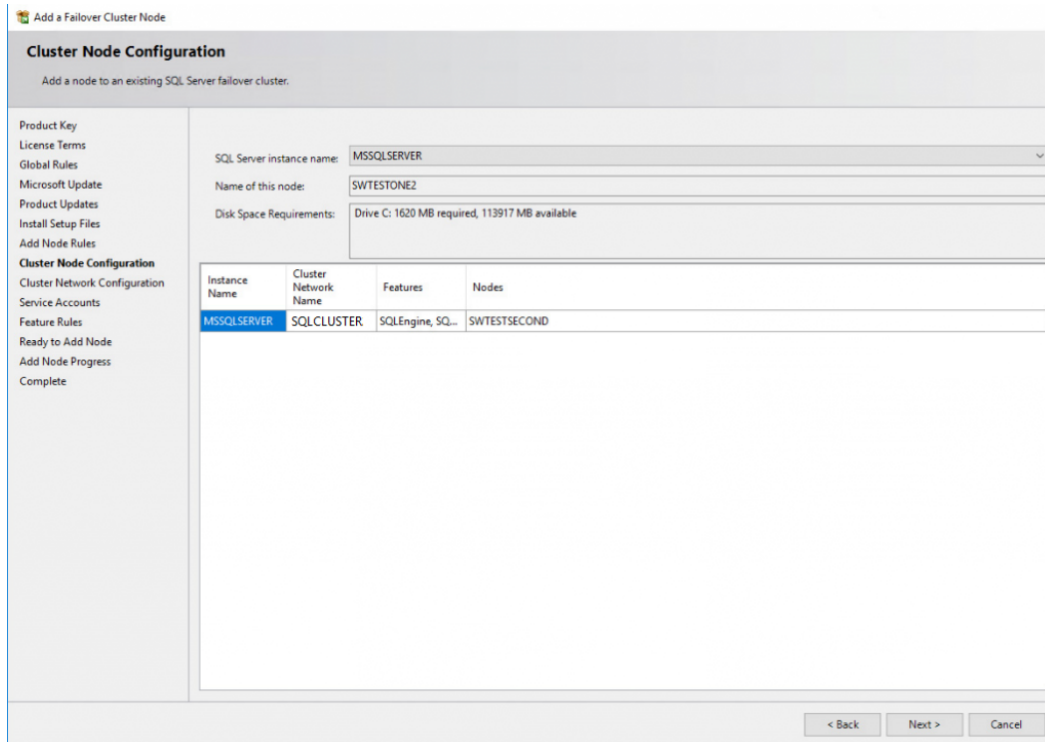 Add a Failover Cluster Node
Cluster Node Configuration
Add a node to an existing SQL Server failover cluster.
Product Key
License Terms
Global Rules
Microsoft Update
Product Updates
Install Setup Files
Add Node Rules
Cluster Node Configuration
Cluster Network Configuration
Service Accounts
Feature Rules
Ready to Add Node
Add Node Progress
Complete
SQL Server instance name: MSSQLSERVER
Name of this node: SWTESTONE2
Disk Space Requirements: Drive C: 1620 MB required, 113917 MB available
Instance Name Cluster Network Name Features Nodes
MSSQLSERVER SQLCLUSTER SQLEngine, SQ... SWTESTSECOND
< Back Next > Cancel